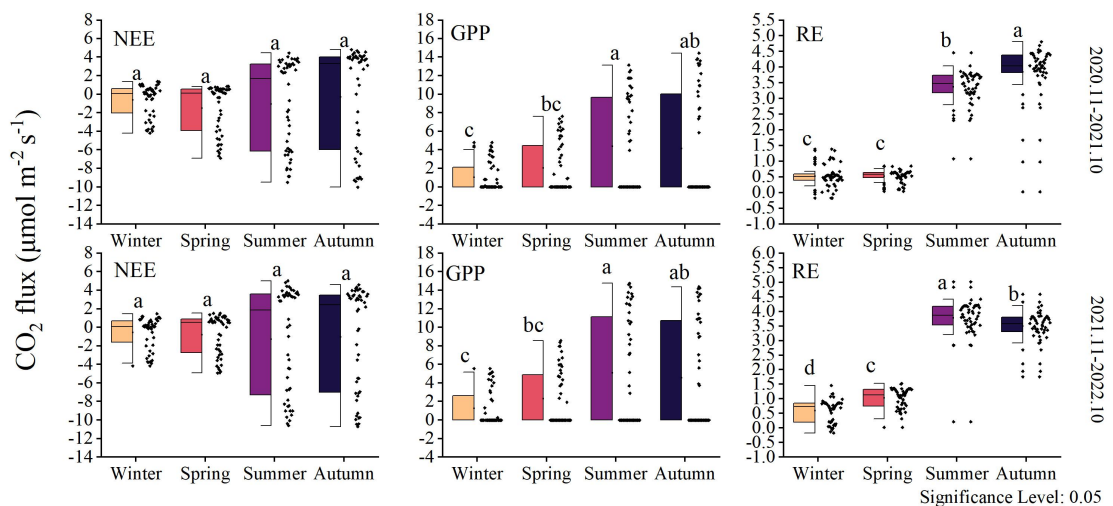 CO₂ flux (μmol m⁻² s⁻¹)
NEE
8
6
4
2
0
-2
-4
-6
-8
-10
-12
-14
a
a
a
a
Winter Spring Summer Autumn
GPP
18
16
14
12
10
8
6
4
2
0
-2
-4
c
bc
a
ab
Winter Spring Summer Autumn
RE
5.5
5.0
4.5
4.0
3.5
3.0
2.5
2.0
1.5
1.0
0.5
0.0
-0.5
-1.0
c
c
b
a
Winter Spring Summer Autumn
2020.11-2021.10
NEE
8
6
4
2
0
-2
-4
-6
-8
-10
-12
-14
a
a
a
a
Winter Spring Summer Autumn
GPP
18
16
14
12
10
8
6
4
2
0
-2
-4
c
bc
a
ab
Winter Spring Summer Autumn
RE
6.0
5.5
5.0
4.5
4.0
3.5
3.0
2.5
2.0
1.5
1.0
0.5
0.0
-0.5
-1.0
d
c
a
b
Winter Spring Summer Autumn
2021.11-2022.10
Significance Level: 0.05